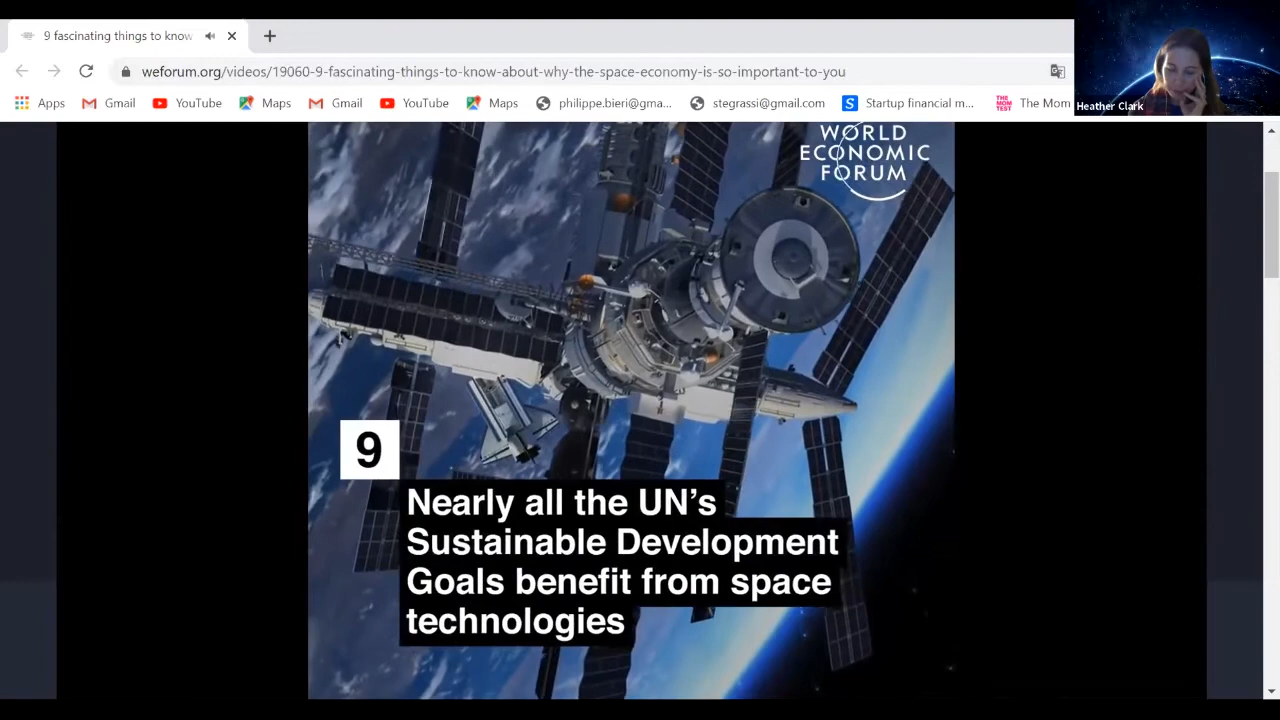 9 fascinating things to know
weforum.org/videos/19060-9-fascinating-things-to-know-about-why-the-space-economy-is-so-important-to-you
Apps
Gmail
YouTube
Maps
Gmail
YouTube
Maps
philippe.bieri@gma...
stegrassi@gmail.com
S
Startup financial m...
THE MOM TEST
The Mom
Heather Clark
WORLD
ECONOMIC
FORUM
9
Nearly all the UN's
Sustainable Development
Goals benefit from space
technologies